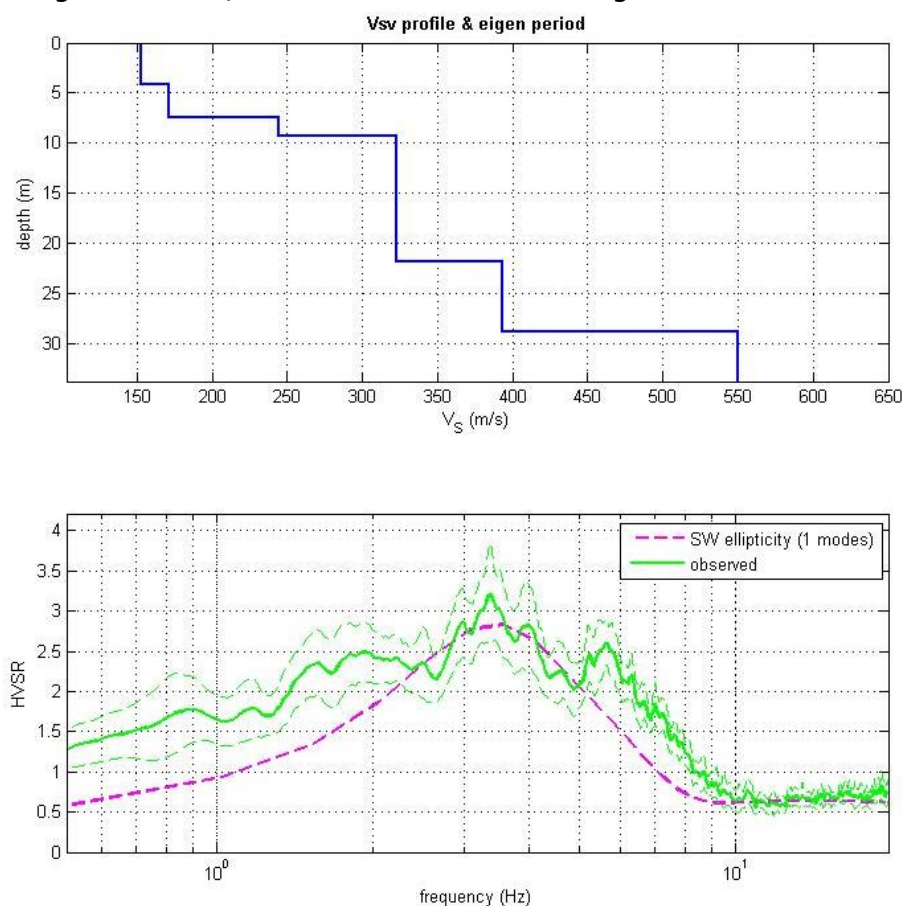 Vsv profile & eigen period
0
5
10
15
20
25
30
depth (m)
150 200 250 300 350 400 450 500 550 600 650
V_S (m/s)
4
3.5
3
2.5
2
1.5
1
0.5
0
HVSR
SW ellipticity (1 modes)
observed
10^0 10^1
frequency (Hz)